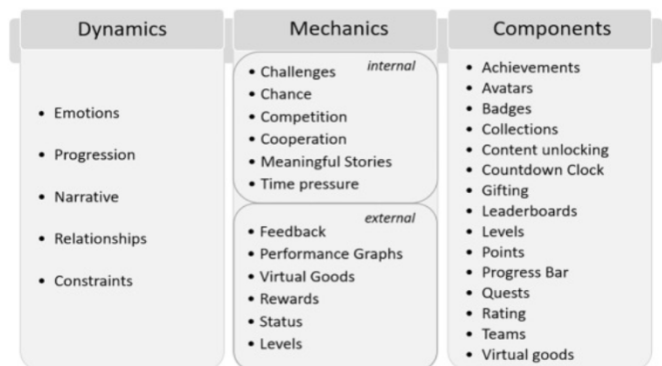 Dynamics
• Emotions
• Progression
• Narrative
• Relationships
• Constraints
Mechanics
internal
• Challenges
• Chance
• Competition
• Cooperation
• Meaningful Stories
• Time pressure
external
• Feedback
• Performance Graphs
• Virtual Goods
• Rewards
• Status
• Levels
Components
• Achievements
• Avatars
• Badges
• Collections
• Content unlocking
• Countdown Clock
• Gifting
• Leaderboards
• Levels
• Points
• Progress Bar
• Quests
• Rating
• Teams
• Virtual goods